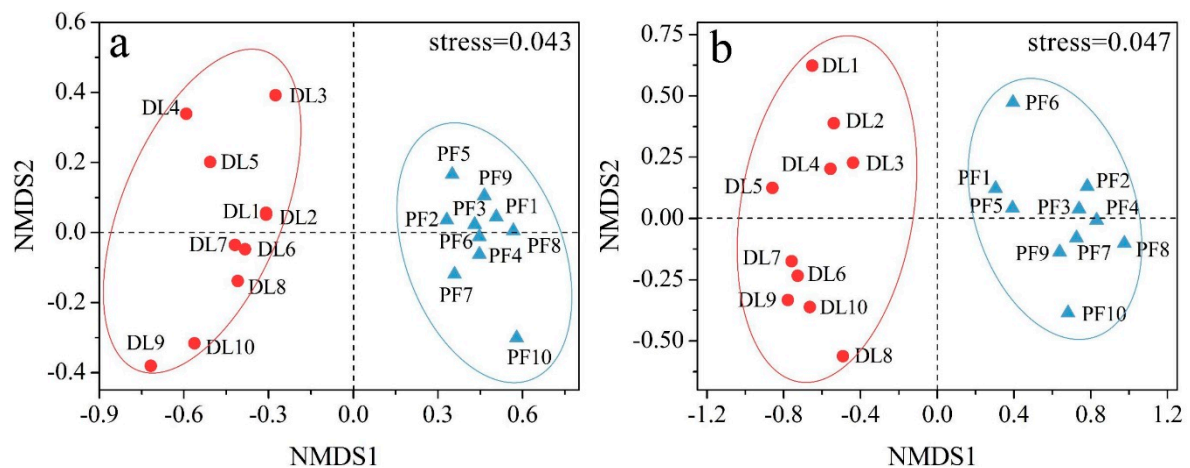 a
stress=0.043
0.6
0.4
0.2
0.0
-0.2
-0.4
NMDS2
DL3
DL4
DL5
DL1
DL2
DL7
DL6
DL8
DL9
DL10
PF5
PF9
PF2
PF3
PF1
PF6
PF4
PF8
PF7
PF10
-0.9
-0.6
-0.3
0.0
0.3
0.6
NMDS1
b
stress=0.047
0.75
0.50
0.25
0.00
-0.25
-0.50
NMDS2
DL1
DL2
DL4
DL3
DL5
DL7
DL6
DL9
DL10
DL8
PF6
PF1
PF2
PF5
PF3
PF4
PF9
PF7
PF8
PF10
-1.2
-0.8
-0.4
0.0
0.4
0.8
1.2
NMDS1